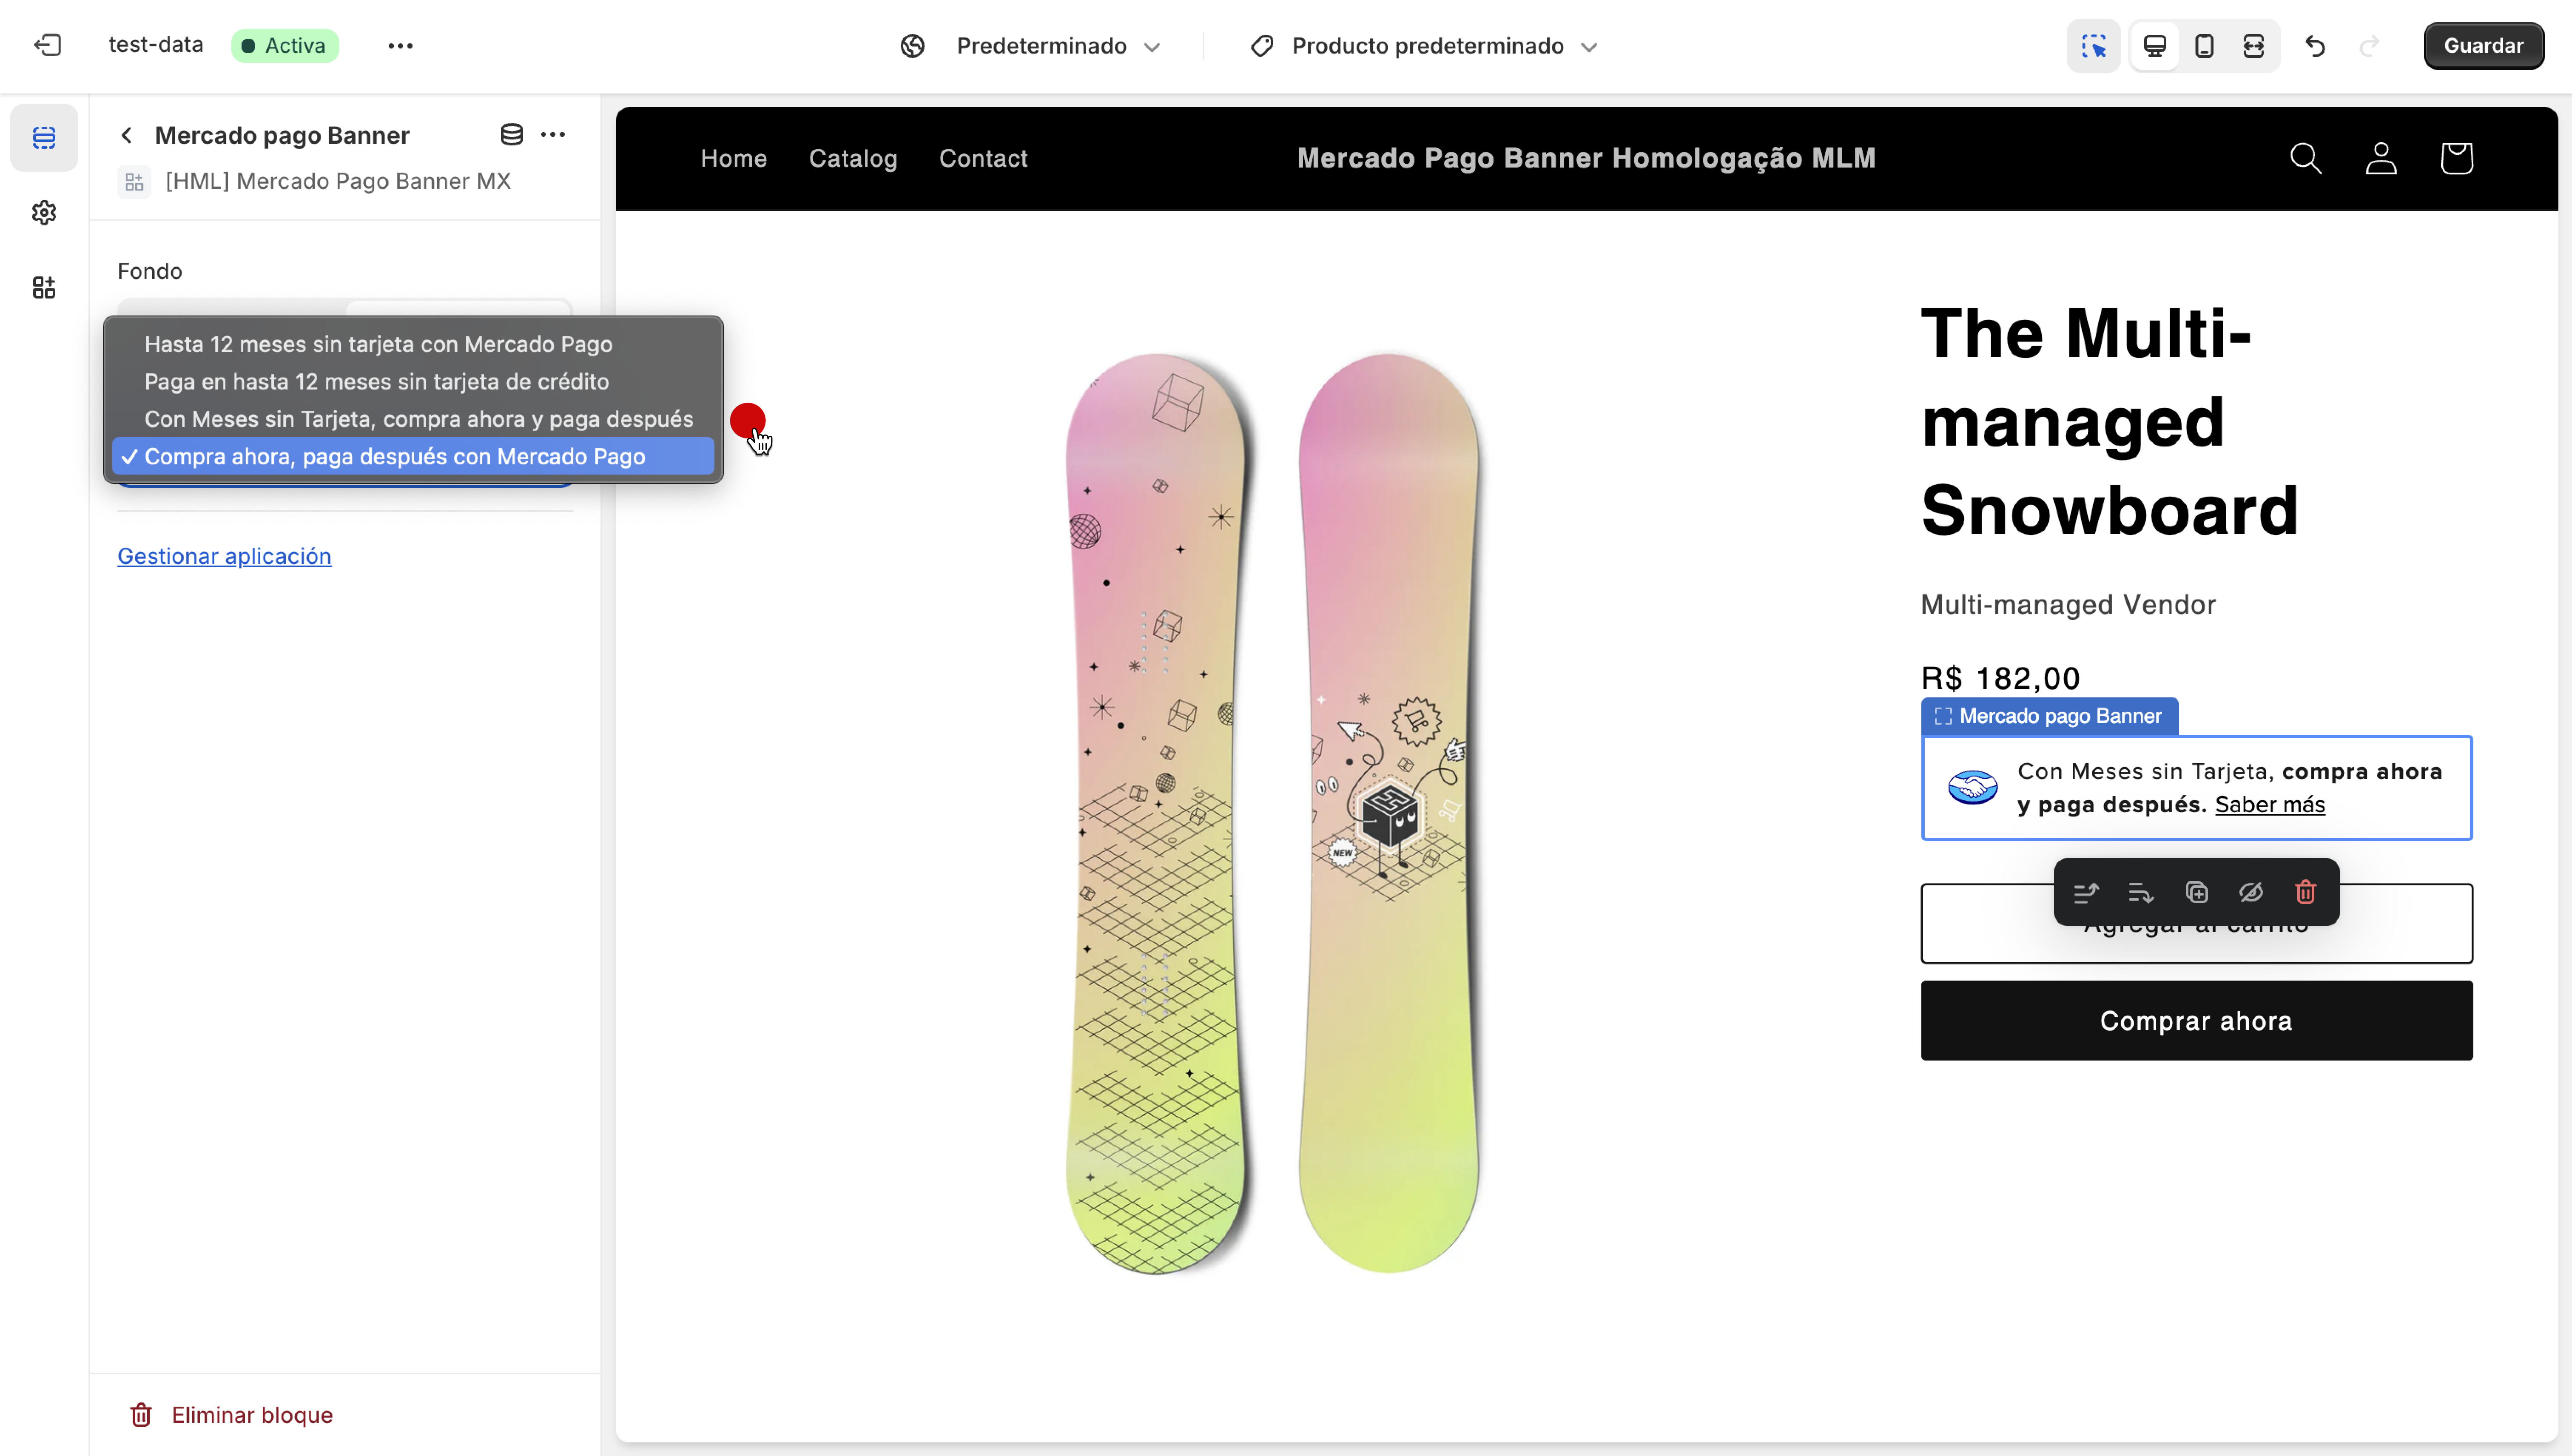 test-data
Activa
Predeterminado
Producto predeterminado
Guardar
Mercado pago Banner
[HML] Mercado Pago Banner MX
Fondo
Hasta 12 meses sin tarjeta con Mercado Pago
Paga en hasta 12 meses sin tarjeta de crédito
Con Meses sin Tarjeta, compra ahora y paga después
✓ Compra ahora, paga después con Mercado Pago
Gestionar aplicación
Eliminar bloque
Home
Catalog
Contact
Mercado Pago Banner Homologação MLM
NEW
The Multi-
managed
Snowboard
Multi-managed Vendor
R$ 182,00
Mercado pago Banner
Con Meses sin Tarjeta, compra ahora
y paga después. Saber más
Agregar al carrito
Comprar ahora